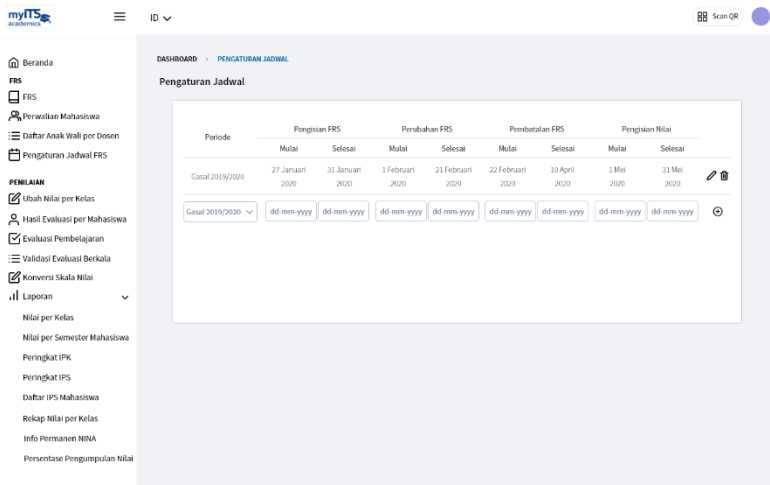 myITS
academics
ID
Scan QR
Beranda
FRS
FRS
Perwalian Mahasiswa
Daftar Anak Wali per Dosen
Pengaturan Jadwal FRS
PENILAIAN
Ubah Nilai per Kelas
Hasil Evaluasi per Mahasiswa
Evaluasi Pembelajaran
Validasi Evaluasi Berkala
Konversi Skala Nilai
Laporan
Nilai per Kelas
Nilai per Semester Mahasiswa
Peringkat IPK
Peringkat IPS
Daftar IPS Mahasiswa
Rekap Nilai per Kelas
Info Permanen NINA
Persentase Pengumpulan Nilai
DASHBOARD > PENGATURAN JADWAL
Pengaturan Jadwal
Periode Pengisian FRS Perubahan FRS Pembatalan FRS Pengisian Nilai
Mulai Selesai Mulai Selesai Mulai Selesai Mulai Selesai
Gasal 2019/2020 27 Januari 2020 31 Januari 2020 1 Februari 2020 21 Februari 2020 22 Februari 2020 10 April 2020 1 Mei 2020 31 Mei 2020
Gasal 2019/2020 dd-mm-yyyy dd-mm-yyyy dd-mm-yyyy dd-mm-yyyy dd-mm-yyyy dd-mm-yyyy dd-mm-yyyy dd-mm-yyyy